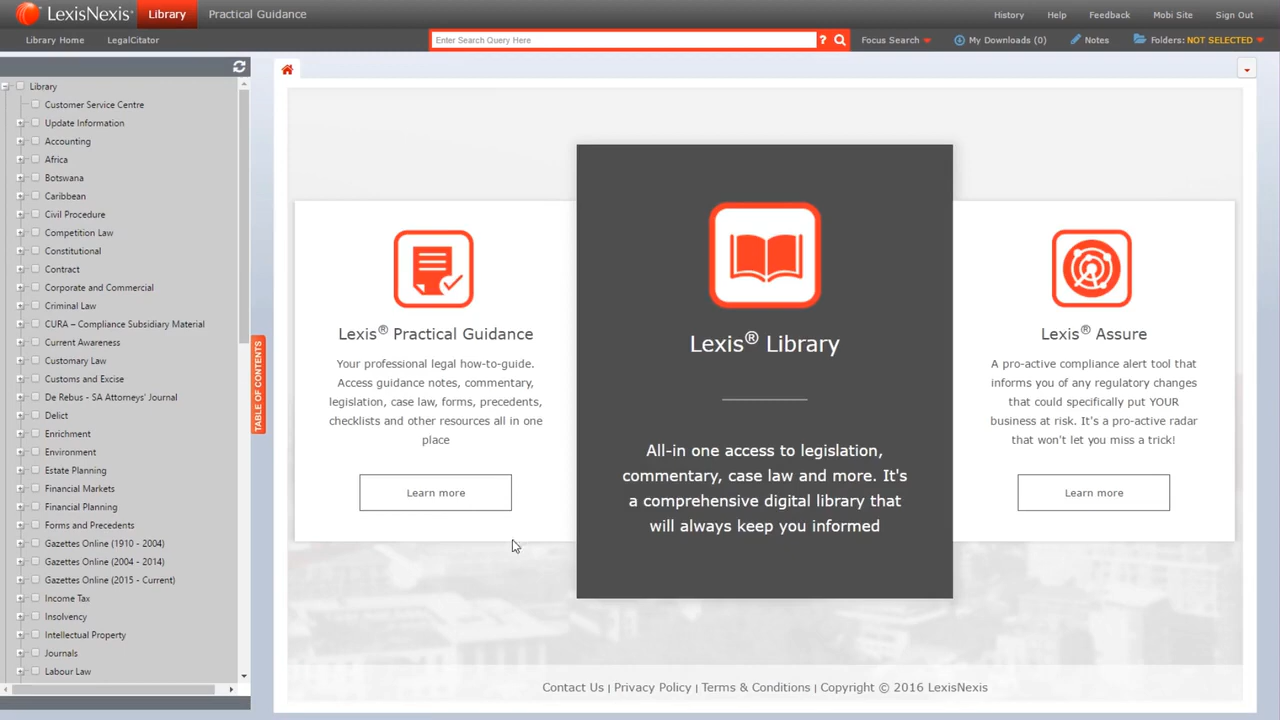 LexisNexis®
Library
Practical Guidance
History
Help
Feedback
Mobi Site
Sign Out
Library Home
LegalCitator
Enter Search Query Here
?
Focus Search
My Downloads (0)
Notes
Folders: NOT SELECTED
Library
Customer Service Centre
Update Information
Accounting
Africa
Botswana
Caribbean
Civil Procedure
Competition Law
Constitutional
Contract
Corporate and Commercial
Criminal Law
CURA – Compliance Subsidiary Material
Current Awareness
Customary Law
Customs and Excise
De Rebus - SA Attorneys' Journal
Delict
Enrichment
Environment
Estate Planning
Financial Markets
Financial Planning
Forms and Precedents
Gazettes Online (1910 - 2004)
Gazettes Online (2004 - 2014)
Gazettes Online (2015 - Current)
Income Tax
Insolvency
Intellectual Property
Journals
Labour Law
TABLE OF CONTENTS
Lexis® Practical Guidance
Your professional legal how-to-guide.
Access guidance notes, commentary,
legislation, case law, forms, precedents,
checklists and other resources all in one
place
Learn more
Lexis® Library
All-in one access to legislation,
commentary, case law and more. It's
a comprehensive digital library that
will always keep you informed
Lexis® Assure
A pro-active compliance alert tool that
informs you of any regulatory changes
that could specifically put YOUR
business at risk. It's a pro-active radar
that won't let you miss a trick!
Learn more
Contact Us | Privacy Policy | Terms & Conditions | Copyright © 2016 LexisNexis